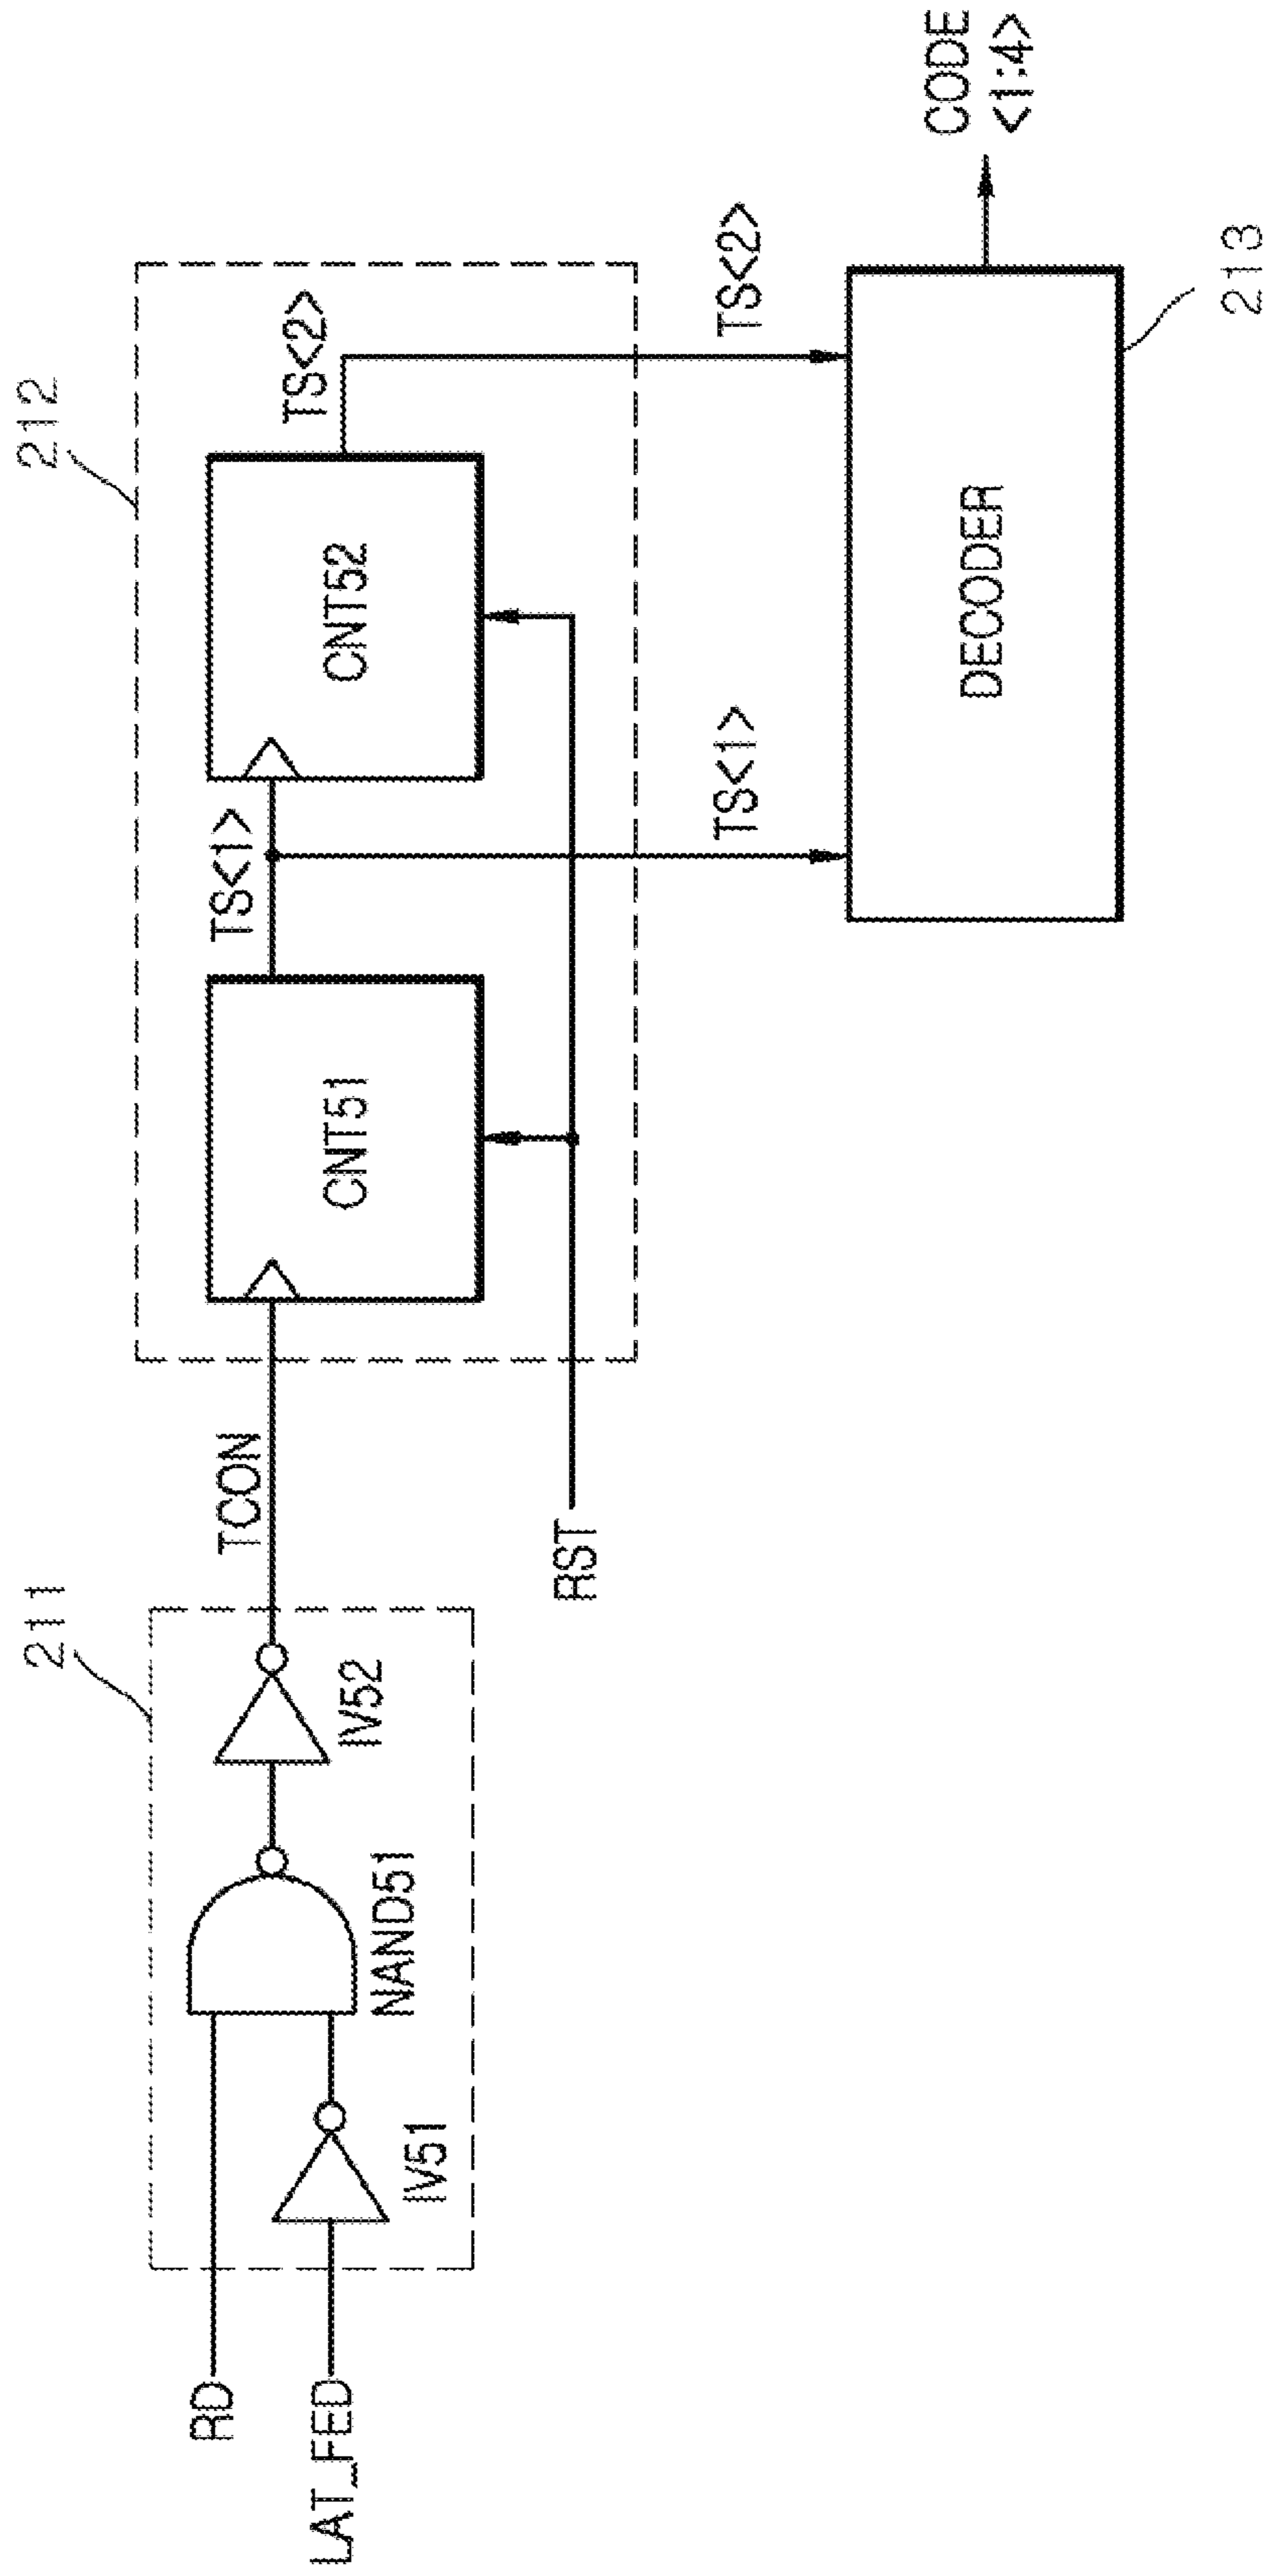 211
212
RD
LAT_FED
IV51
NAND51
IV52
TCON
RST
CNT51
TS<1>
CNT52
TS<2>
TS<1>
TS<2>
DECODER
213
CODE
<1:4>